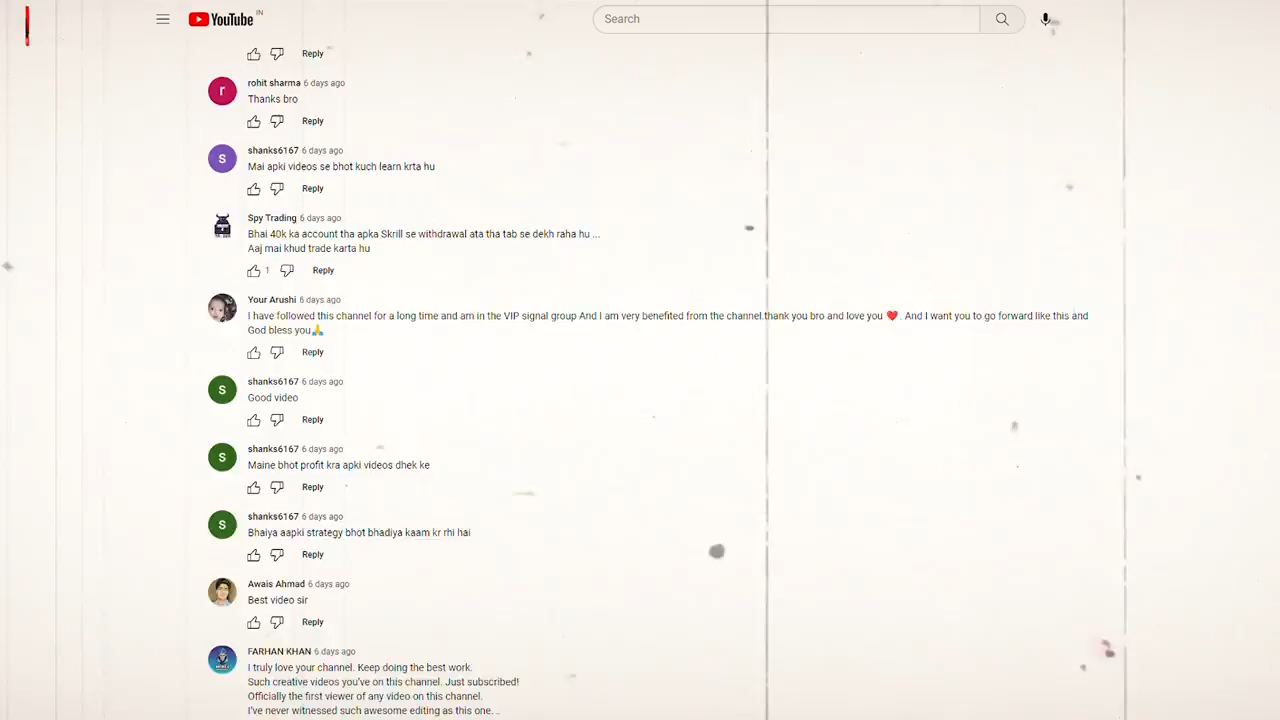 YouTube IN
Search
Reply
r
rohit sharma 6 days ago
Thanks bro
Reply
S
shanks6167 6 days ago
Mai apki videos se bhot kuch learn krta hu
Reply
Spy Trading 6 days ago
Bhai 40k ka account tha apka Skrill se withdrawal ata tha tab se dekh raha hu ...
Aaj mai khud trade karta hu
1 Reply
Your Arushi 6 days ago
I have followed this channel for a long time and am in the VIP signal group And I am very benefited from the channel.thank you bro and love you ❤️. And I want you to go forward like this and
God bless you🙏
Reply
S
shanks6167 6 days ago
Good video
Reply
S
shanks6167 6 days ago
Maine bhot profit kra apki videos dhek ke
Reply
S
shanks6167 6 days ago
Bhaiya aapki strategy bhot bhadiya kaam kr rhi hai
Reply
Awais Ahmad 6 days ago
Best video sir
Reply
FARHAN KHAN 6 days ago
I truly love your channel. Keep doing the best work.
Such creative videos you've on this channel. Just subscribed!
Officially the first viewer of any video on this channel.
I've never witnessed such awesome editing as this one. ..